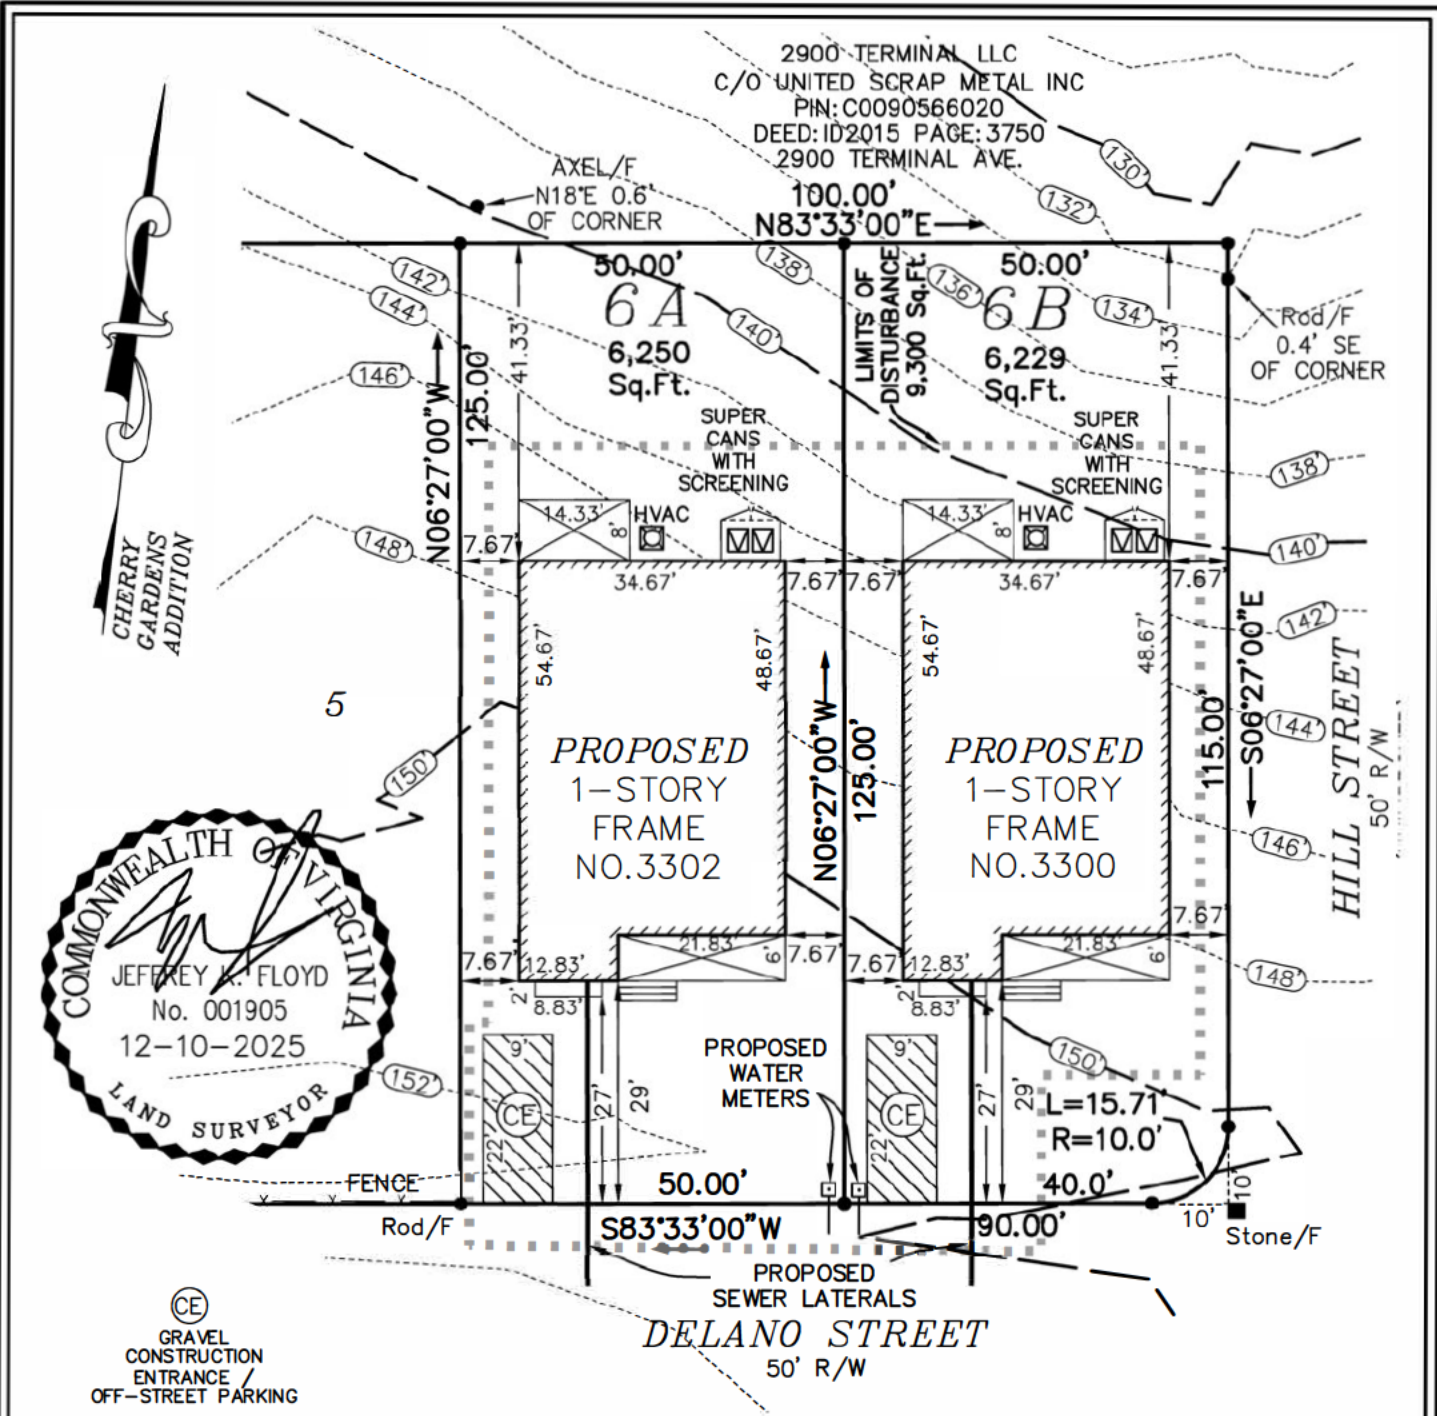 2900 TERMINAL LLC
C/O UNITED SCRAP METAL INC
PIN:C0090566020
DEED:ID2015 PAGE:3750
2900 TERMINAL AVE.
100.00'
N83°33'00"E
AXEL/F
N18°E 0.6'
OF CORNER
130'
132'
134'
136'
138'
140'
142'
144'
146'
148'
50.00'
6A
6,250
Sq.Ft.
50.00'
6B
6,229
Sq.Ft.
LIMITS OF
DISTURBANCE
9,300 Sq.Ft.
41.33'
41.33'
Rod/F
0.4' SE
OF CORNER
N06°27'00"W
125.00'
SUPER
CANS
WITH
SCREENING
SUPER
CANS
WITH
SCREENING
138'
140'
142'
144'
146'
148'
150'
CHERRY
GARDENS
ADDITION
14.33'
8'
HVAC
14.33'
8'
HVAC
7.67'
34.67'
7.67'
7.67'
34.67'
7.67'
54.67'
48.67'
54.67'
48.67'
5
150'
PROPOSED
1-STORY
FRAME
NO.3302
N06°27'00"W
125.00'
PROPOSED
1-STORY
FRAME
NO.3300
115.00'
S06°27'00"E
HILL STREET
50' R/W
COMMONWEALTH OF VIRGINIA
JEFFREY K. FLOYD
No. 001905
12-10-2025
LAND SURVEYOR
7.67'
12.83'
21.83'
6'
7.67'
7.67'
12.83'
21.83'
6'
7.67'
2'
8.83'
2'
8.83'
152'
9'
CE
22'
27'
29'
PROPOSED
WATER
METERS
9'
CE
22'
27'
29'
L=15.71'
R=10.0'
FENCE
50.00'
40.0'
10'
10'
Rod/F
S83°33'00"W
90.00'
Stone/F
PROPOSED
SEWER LATERALS
DELANO STREET
50' R/W
CE
GRAVEL
CONSTRUCTION
ENTRANCE /
OFF-STREET PARKING